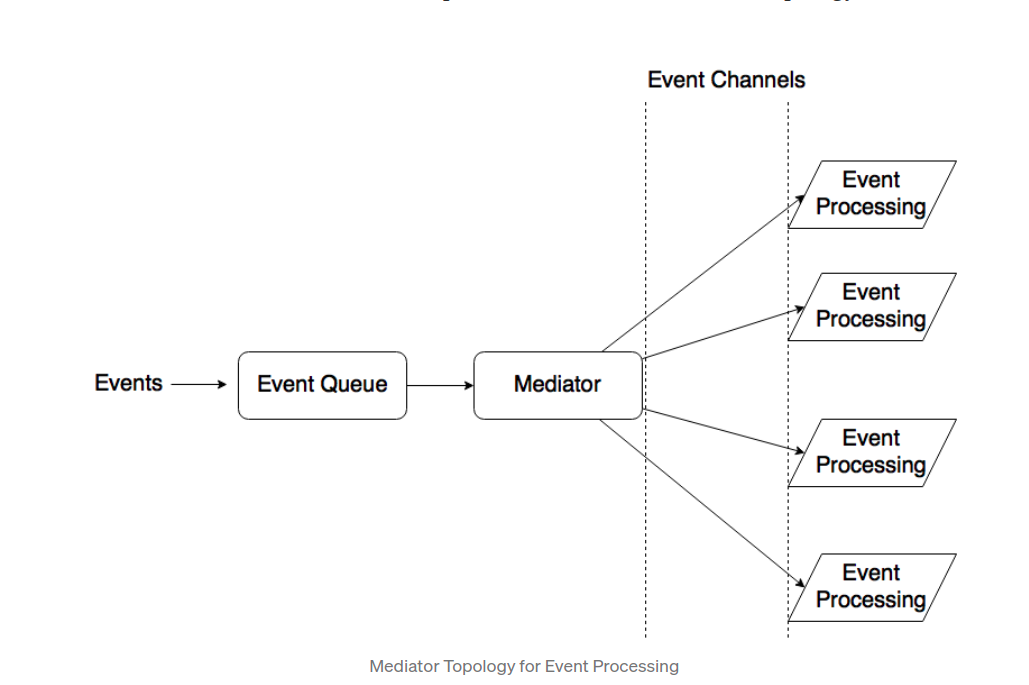 Event Channels
Event
Processing
Event
Processing
Events
Event Queue
Mediator
Event
Processing
Event
Processing
Mediator Topology for Event Processing